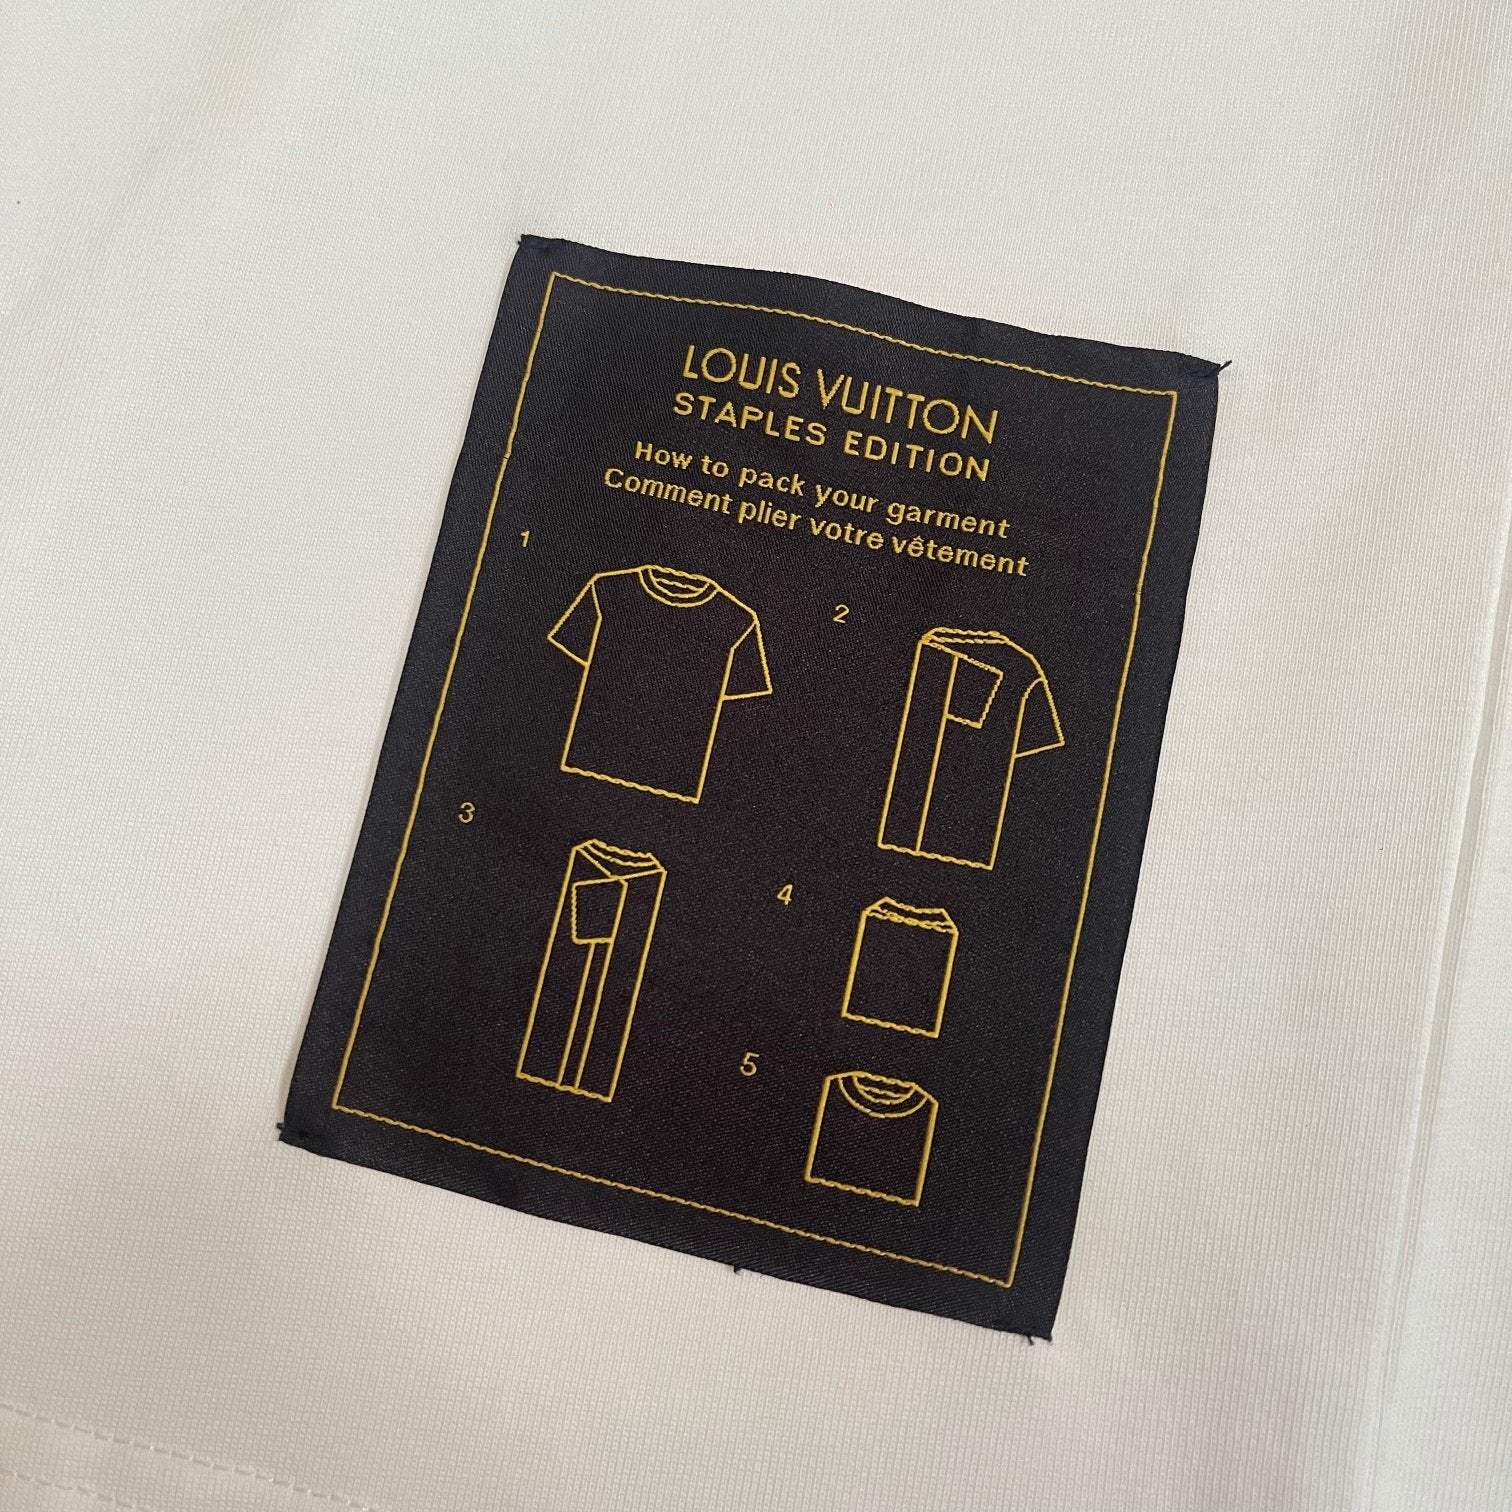 LOUIS VUITTON
STAPLES EDITION
How to pack your garment
Comment plier votre vêtement
1
2
3
4
5